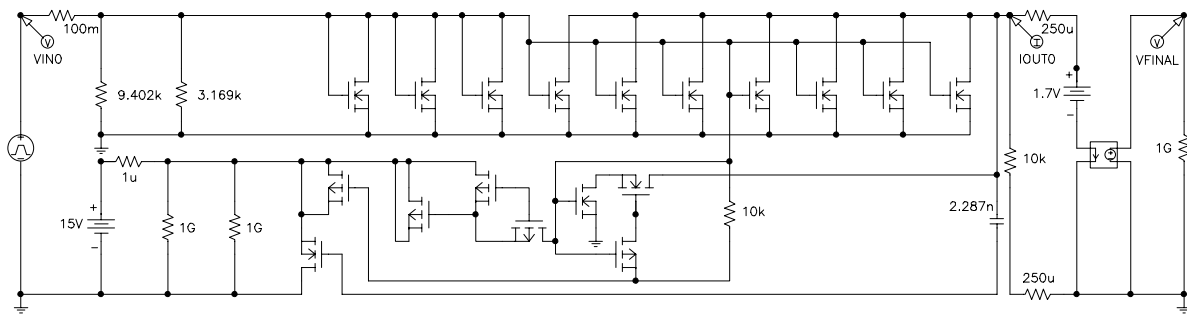 100m
V
VIN0
9.402k
3.169k
250u
I
IOUT0
V
VFINAL
+
1.7V
-
+
1u
10k
1G
+
15V
-
1G
1G
10k
2.287n
250u